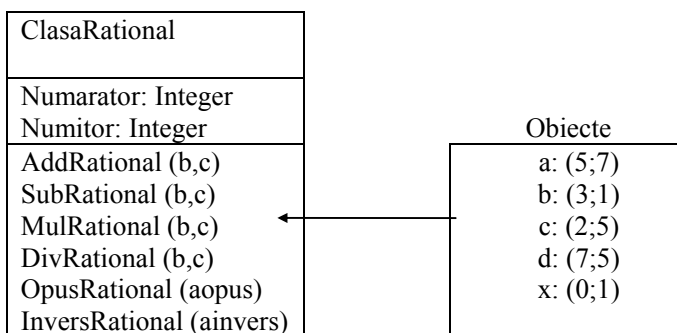 ClasaRational
Numarator: Integer
Numitor: Integer
AddRational (b,c)
SubRational (b,c)
MulRational (b,c)
DivRational (b,c)
OpusRational (aopus)
InversRational (ainvers)
Obiecte
a: (5;7)
b: (3;1)
c: (2;5)
d: (7;5)
x: (0;1)